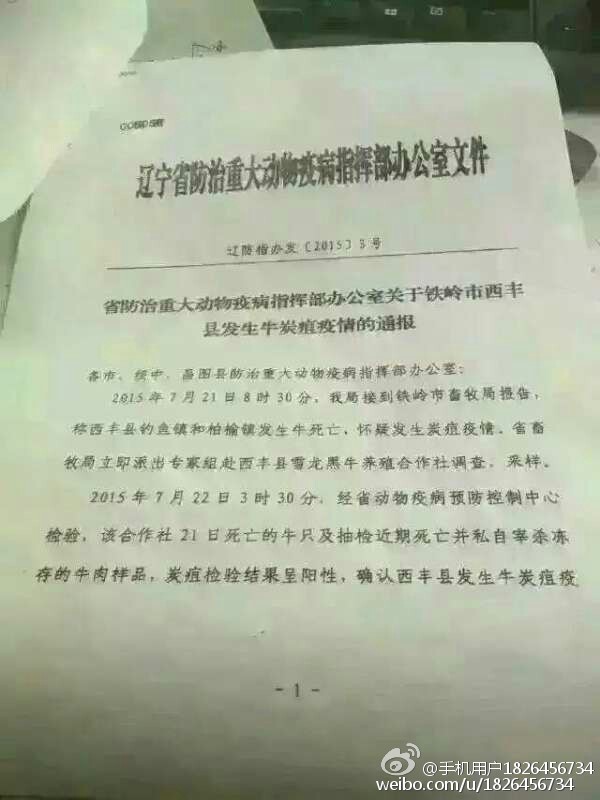 辽宁省防治重大动物疫病指挥部办公室文件
辽防指办发〔2015〕3号
省防治重大动物疫病指挥部办公室关于铁岭市西丰
县发生牛炭疽疫情的通报
各市、绥中、昌图县防治重大动物疫病指挥部办公室：
2015年7月21日8时30分，我局接到铁岭市畜牧局报告，
称西丰县钓鱼镇和柏榆镇发生牛死亡，怀疑发生炭疽疫情。省畜
牧局立即派出专家组赴西丰县雪龙黑牛养殖合作社调查、采样。
2015年7月22日3时30分，经省动物疫病预防控制中心
检验，该合作社21日死亡的牛只及抽检近期死亡并私自宰杀冻
存的牛肉样品，炭疽检验结果呈阳性，确认西丰县发生牛炭疽疫
- 1 -
@手机用户1826456734
weibo.com/u/1826456734